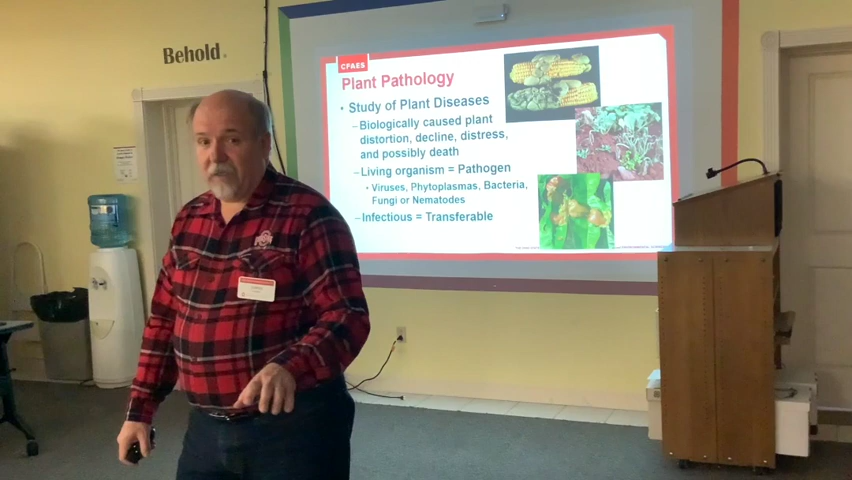 Behold.
CFAES
Plant Pathology
• Study of Plant Diseases
–Biologically caused plant
distortion, decline, distress,
and possibly death
–Living organism = Pathogen
• Viruses, Phytoplasmas, Bacteria,
Fungi or Nematodes
–Infectious = Transferable